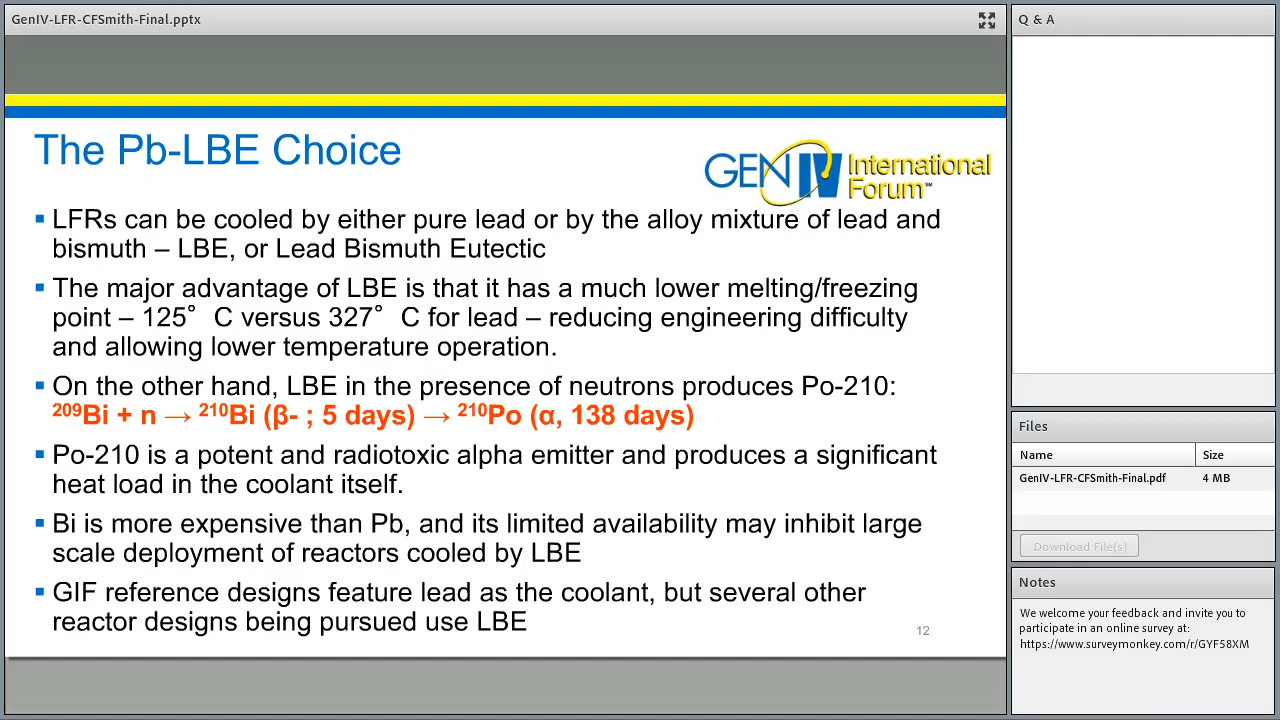 GenIV-LFR-CFSmith-Final.pptx
The Pb-LBE Choice
GEN IV International
Forum™
▪ LFRs can be cooled by either pure lead or by the alloy mixture of lead and
bismuth – LBE, or Lead Bismuth Eutectic
▪ The major advantage of LBE is that it has a much lower melting/freezing
point – 125° C versus 327° C for lead – reducing engineering difficulty
and allowing lower temperature operation.
▪ On the other hand, LBE in the presence of neutrons produces Po-210:
²⁰⁹Bi + n → ²¹⁰Bi (β- ; 5 days) → ²¹⁰Po (α, 138 days)
▪ Po-210 is a potent and radiotoxic alpha emitter and produces a significant
heat load in the coolant itself.
▪ Bi is more expensive than Pb, and its limited availability may inhibit large
scale deployment of reactors cooled by LBE
▪ GIF reference designs feature lead as the coolant, but several other
reactor designs being pursued use LBE
12
Q & A
Files
Name Size
GenIV-LFR-CFSmith-Final.pdf 4 MB
Download File(s)
Notes
We welcome your feedback and invite you to
participate in an online survey at:
https://www.surveymonkey.com/r/GYF58XM